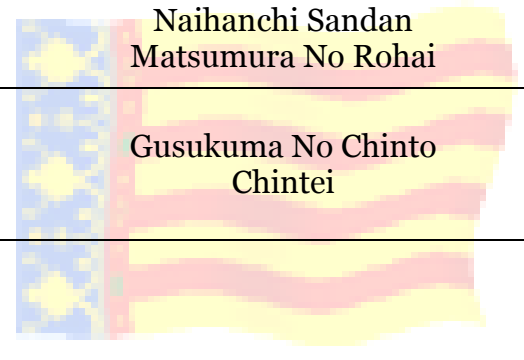 Naihanchi Sandan
Matsumura No Rohai
Gusukuma No Chinto
Chintei